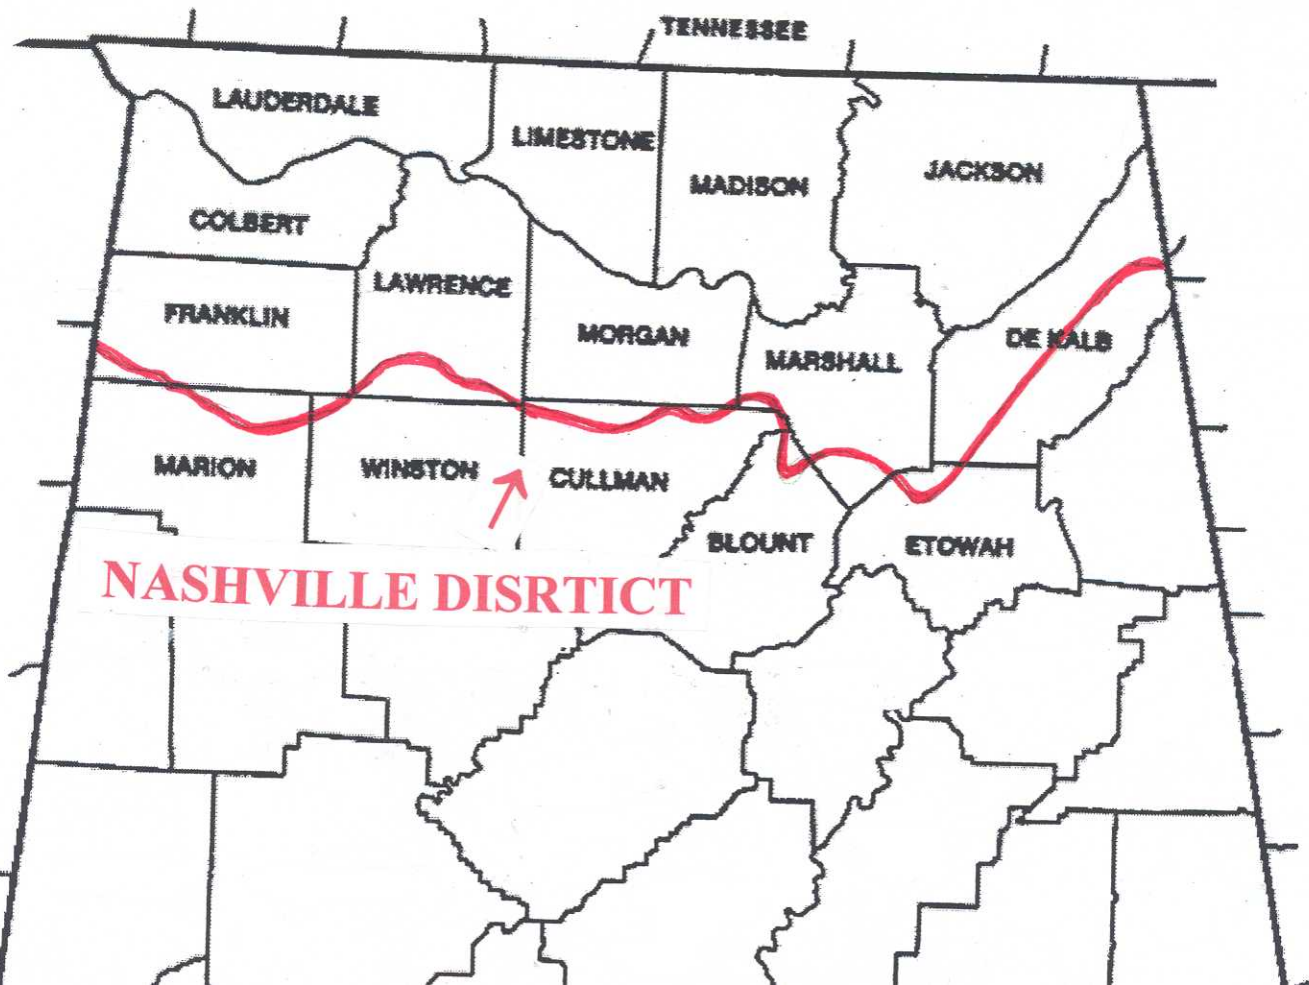 TENNESSEE
LAUDERDALE
LIMESTONE
MADISON
JACKSON
COLBERT
LAWRENCE
FRANKLIN
MORGAN
MARSHALL
DE KALB
MARION
WINSTON
CULLMAN
BLOUNT
ETOWAH
NASHVILLE DISRTICT